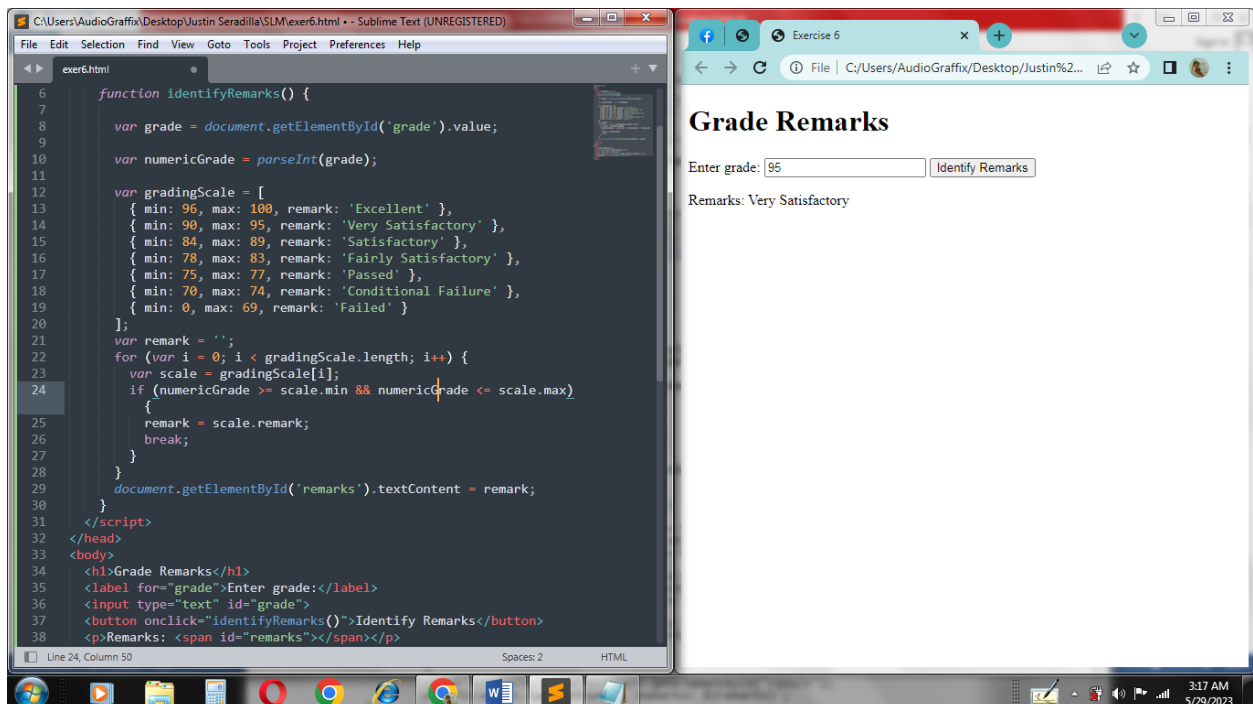 C:\Users\AudioGraffix\Desktop\Justin Seradilla\SLM\exer6.html • - Sublime Text (UNREGISTERED)
File Edit Selection Find View Goto Tools Project Preferences Help
exer6.html
6 function identifyRemarks() {
7
8 var grade = document.getElementById('grade').value;
9
10 var numericGrade = parseInt(grade);
11
12 var gradingScale = [
13 { min: 96, max: 100, remark: 'Excellent' },
14 { min: 90, max: 95, remark: 'Very Satisfactory' },
15 { min: 84, max: 89, remark: 'Satisfactory' },
16 { min: 78, max: 83, remark: 'Fairly Satisfactory' },
17 { min: 75, max: 77, remark: 'Passed' },
18 { min: 70, max: 74, remark: 'Conditional Failure' },
19 { min: 0, max: 69, remark: 'Failed' }
20 ];
21 var remark = '';
22 for (var i = 0; i < gradingScale.length; i++) {
23 var scale = gradingScale[i];
24 if (numericGrade >= scale.min && numericGrade <= scale.max)
{
25 remark = scale.remark;
26 break;
27 }
28 }
29 document.getElementById('remarks').textContent = remark;
30 }
31 </script>
32 </head>
33 <body>
34 <h1>Grade Remarks</h1>
35 <label for="grade">Enter grade:</label>
36 <input type="text" id="grade">
37 <button onclick="identifyRemarks()">Identify Remarks</button>
38 <p>Remarks: <span id="remarks"></span></p>
Line 24, Column 50 Spaces: 2 HTML
Exercise 6
File | C:/Users/AudioGraffix/Desktop/Justin%2...
Grade Remarks
Enter grade: 95 Identify Remarks
Remarks: Very Satisfactory
3:17 AM
5/29/2023